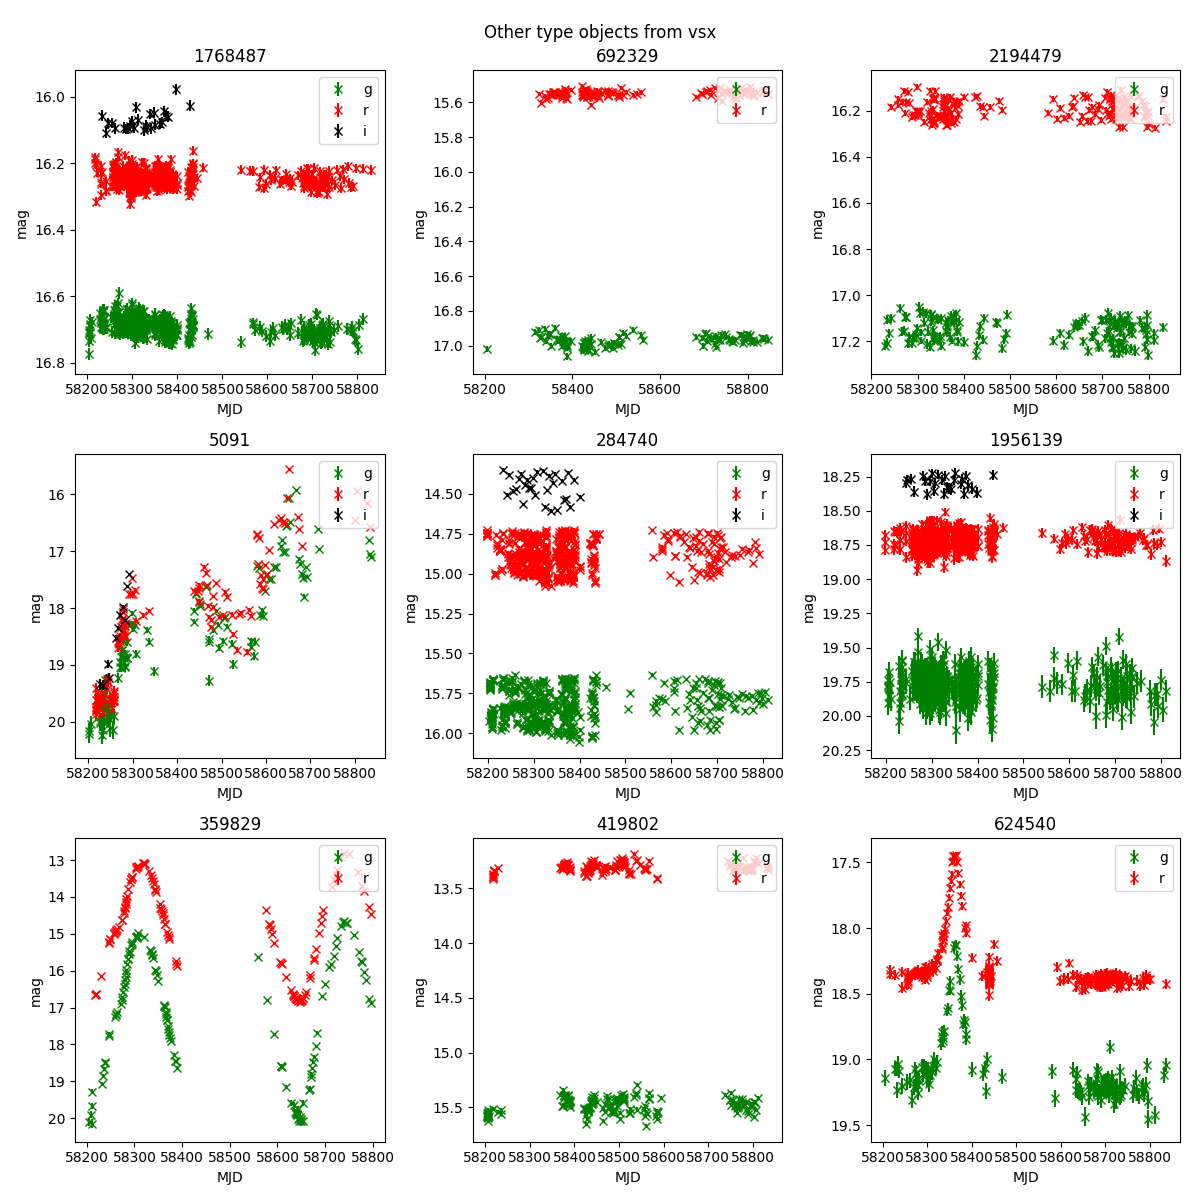 Other type objects from vsx
1768487
692329
2194479
mag
16.0
16.2
16.4
16.6
16.8
g
r
i
58200 58300 58400 58500 58600 58700 58800
MJD
mag
15.6
15.8
16.0
16.2
16.4
16.6
16.8
17.0
g
r
58200 58400 58600 58800
MJD
mag
16.2
16.4
16.6
16.8
17.0
17.2
g
r
58200 58300 58400 58500 58600 58700 58800
MJD
5091
284740
1956139
mag
16
17
18
19
20
g
r
i
58200 58300 58400 58500 58600 58700 58800
MJD
mag
14.50
14.75
15.00
15.25
15.50
15.75
16.00
g
r
i
58200 58300 58400 58500 58600 58700 58800
MJD
mag
18.25
18.50
18.75
19.00
19.25
19.50
19.75
20.00
20.25
g
r
i
58200 58300 58400 58500 58600 58700 58800
MJD
359829
419802
624540
mag
13
14
15
16
17
18
19
20
g
r
58200 58300 58400 58500 58600 58700 58800
MJD
mag
13.5
14.0
14.5
15.0
15.5
g
r
58200 58300 58400 58500 58600 58700 58800
MJD
mag
17.5
18.0
18.5
19.0
19.5
g
r
58200 58300 58400 58500 58600 58700 58800
MJD